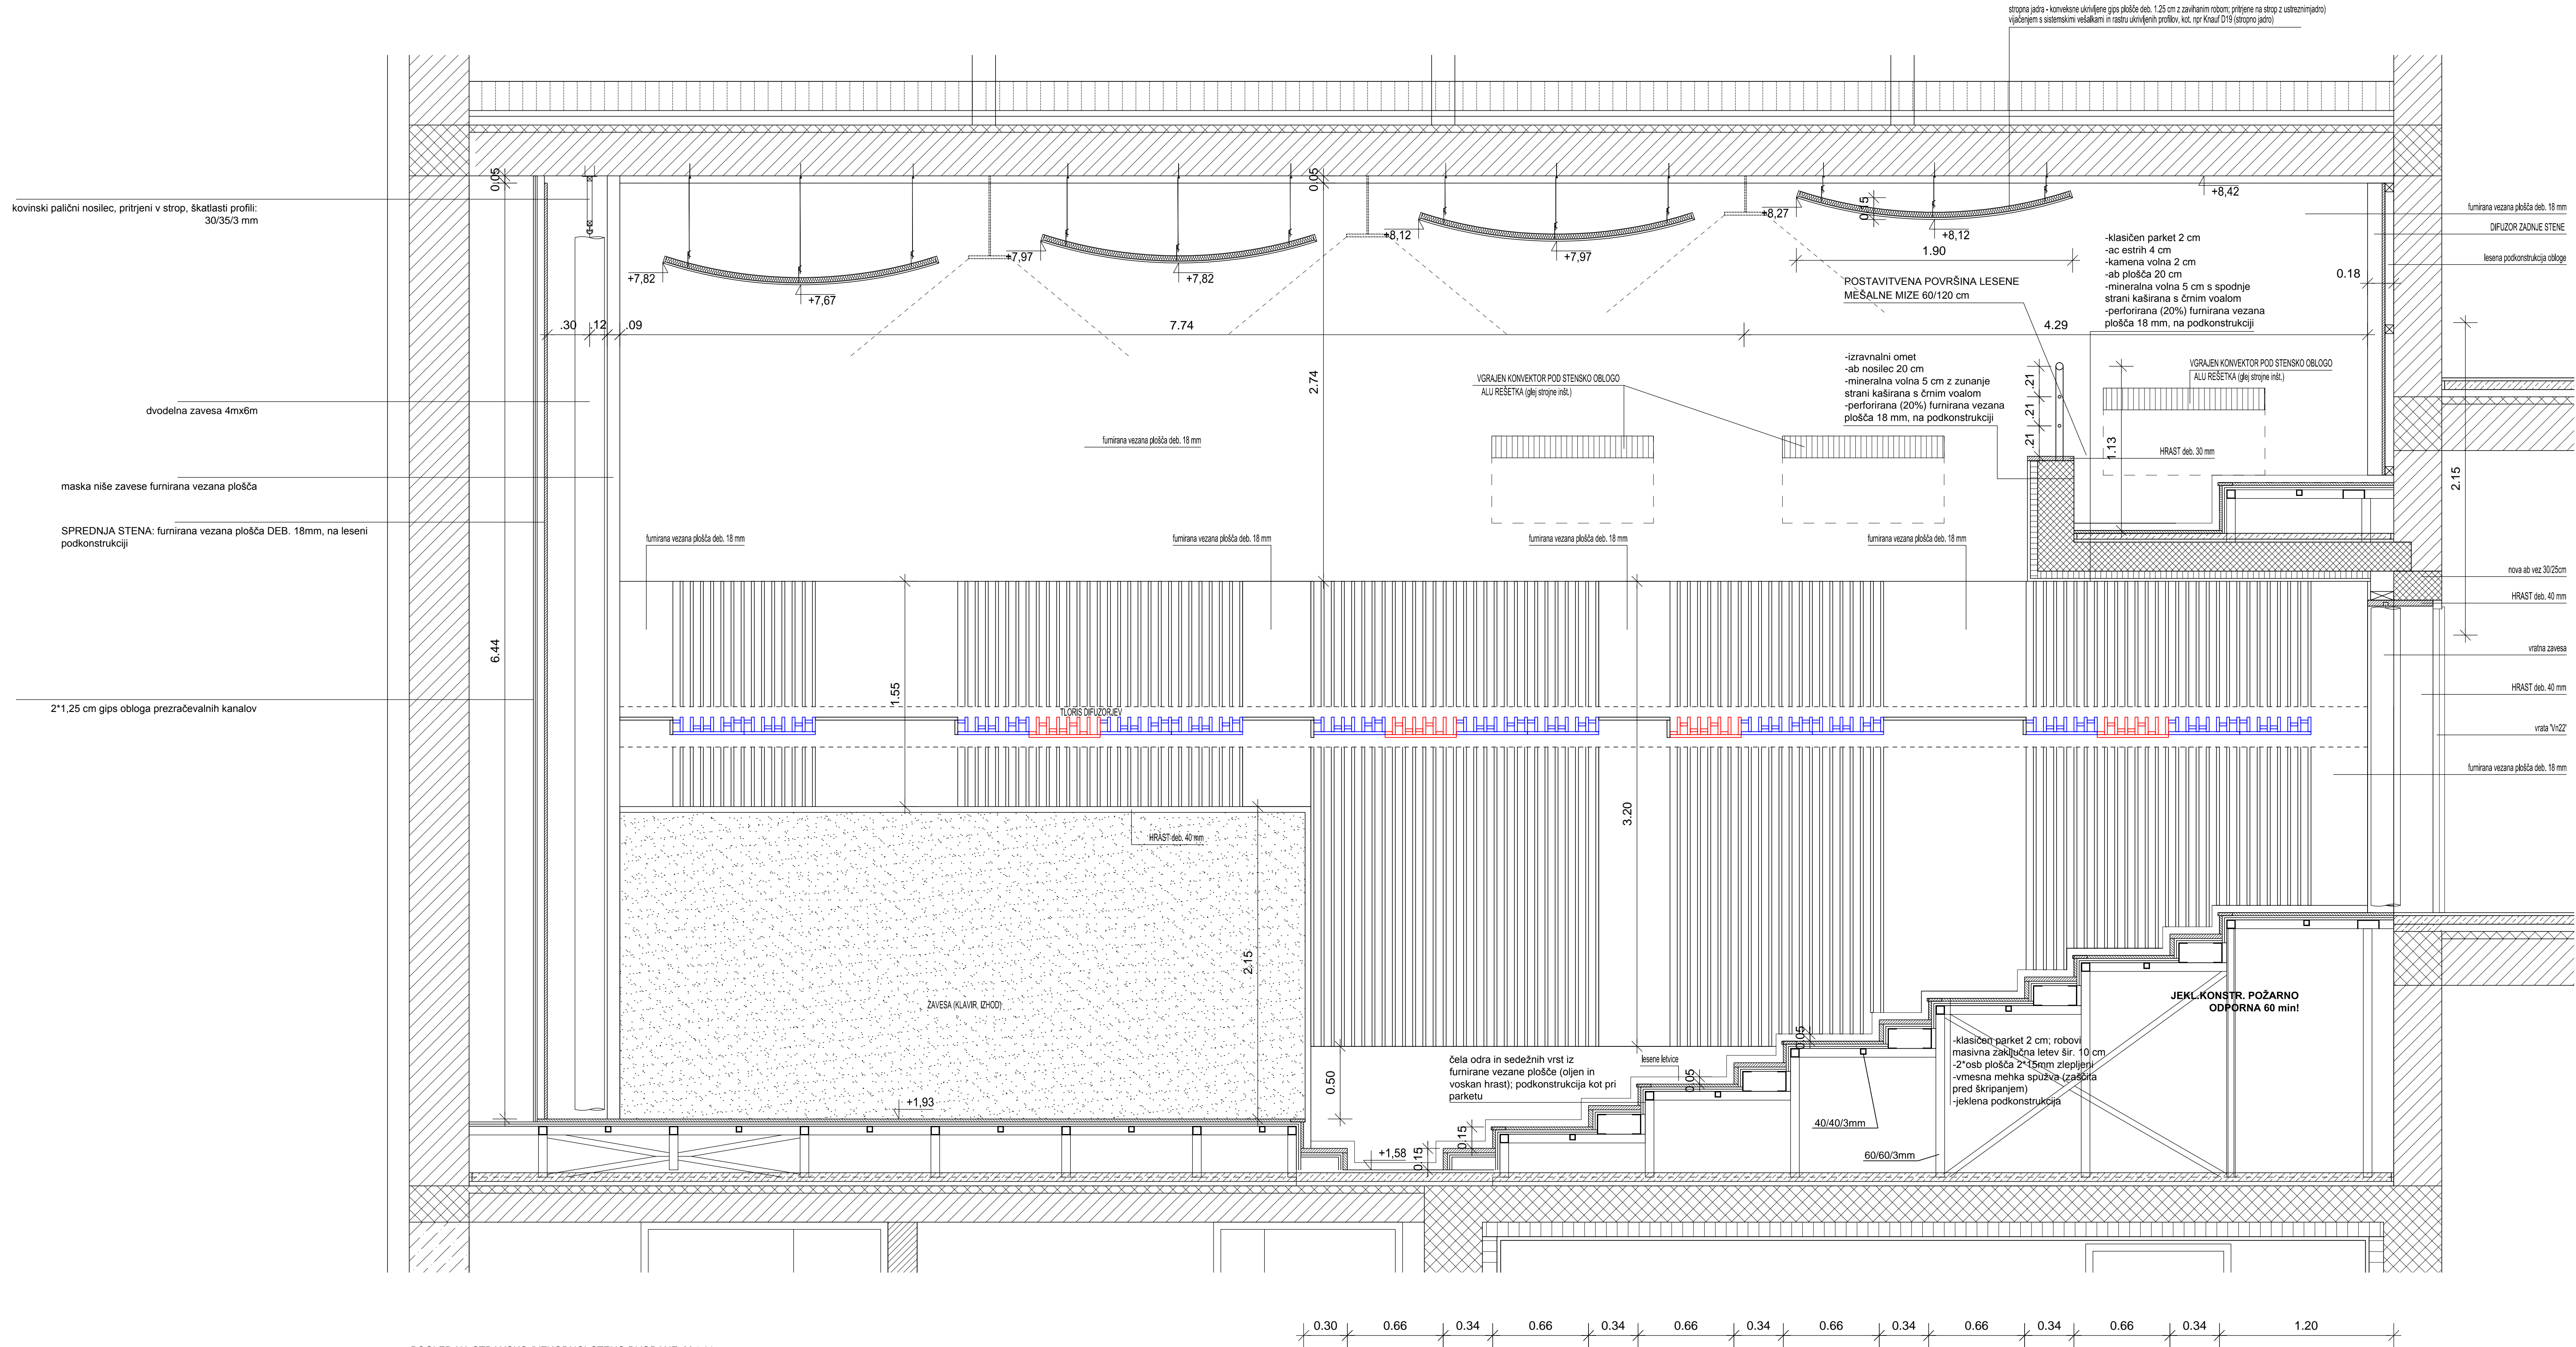 stropna jadra - konveksne ukrivljene gips plošče deb. 1.25 cm z zavihanim robom; pritrjene na strop z ustreznimjadro)
vijačenjem s sistemskimi vešalkami in rastru ukrivljenih profilov, kot. npr Knauf D19 (stropno jadro)
kovinski palični nosilec, pritrjeni v strop, škatlasti profili:
30/35/3 mm
dvodelna zavesa 4mx6m
maska niše zavese furnirana vezana plošča
SPREDNJA STENA: furnirana vezana plošča DEB. 18mm, na leseni
podkonstrukciji
2*1,25 cm gips obloga prezračevalnih kanalov
0.05
6.44
.30
.12
.09
7.74
4.29
0.05
2.74
+7,82
+7,67
+7,97
+7,82
+8,12
+7,97
+8,27
0.15
+8,12
1.90
+8,42
0.18
POSTAVITVENA POVRŠINA LESENE
MEŠALNE MIZE 60/120 cm
-klasičen parket 2 cm
-ac estrih 4 cm
-kamena volna 2 cm
-ab plošča 20 cm
-mineralna volna 5 cm s spodnje
strani kaširana s črnim voalom
-perforirana (20%) furnirana vezana
plošča 18 mm, na podkonstrukciji
-izravnalni omet
-ab nosilec 20 cm
-mineralna volna 5 cm z zunanje
strani kaširana s črnim voalom
-perforirana (20%) furnirana vezana
plošča 18 mm, na podkonstrukciji
VGRAJEN KONVEKTOR POD STENSKO OBLOGO
ALU REŠETKA (glej strojne inšt.)
VGRAJEN KONVEKTOR POD STENSKO OBLOGO
ALU REŠETKA (glej strojne inšt.)
.21
.21
.21
1.13
HRAST deb. 30 mm
2.15
furnirana vezana plošča deb. 18 mm
DIFUZOR ZADNJE STENE
lesena podkonstrukcija obloge
nova ab vez 30/25cm
HRAST deb. 40 mm
vratna zavesa
HRAST deb. 40 mm
vrata 'Vn22'
furnirana vezana plošča deb. 18 mm
furnirana vezana plošča deb. 18 mm
furnirana vezana plošča deb. 18 mm
furnirana vezana plošča deb. 18 mm
furnirana vezana plošča deb. 18 mm
furnirana vezana plošča deb. 18 mm
1.55
TLORIS DIFUZORJEV
3.20
HRAST deb. 40 mm
2.15
ZAVESA (KLAVIR, IZHOD)
+1,93
0.50
+1,58
0.15
0.15
čela odra in sedežnih vrst iz
furnirane vezane plošče (oljen in
voskan hrast); podkonstrukcija kot pri
parketu
lesene letvice
0.05
0.05
40/40/3mm
60/60/3mm
JEKL.KONSTR. POŽARNO
ODPORNA 60 min!
-klasičen parket 2 cm; robovi
masivna zaključna letev šir. 10 cm
-2*osb plošča 2*15mm zlepljeni
-vmesna mehka spužva (zaščita
pred škripanjem)
-jeklena podkonstrukcija
0.30 0.66 0.34 0.66 0.34 0.66 0.34 0.66 0.34 0.66 0.34 0.66 0.34 1.20